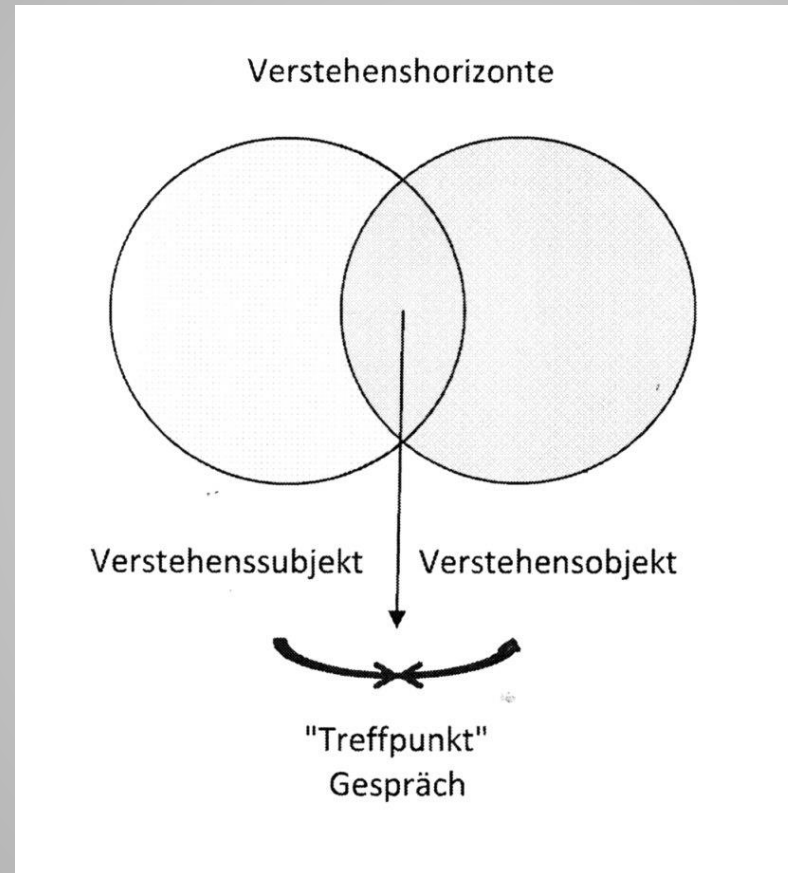 Verstehenshorizonte
Verstehenssubjekt
Verstehensobjekt
"Treffpunkt"
Gespräch